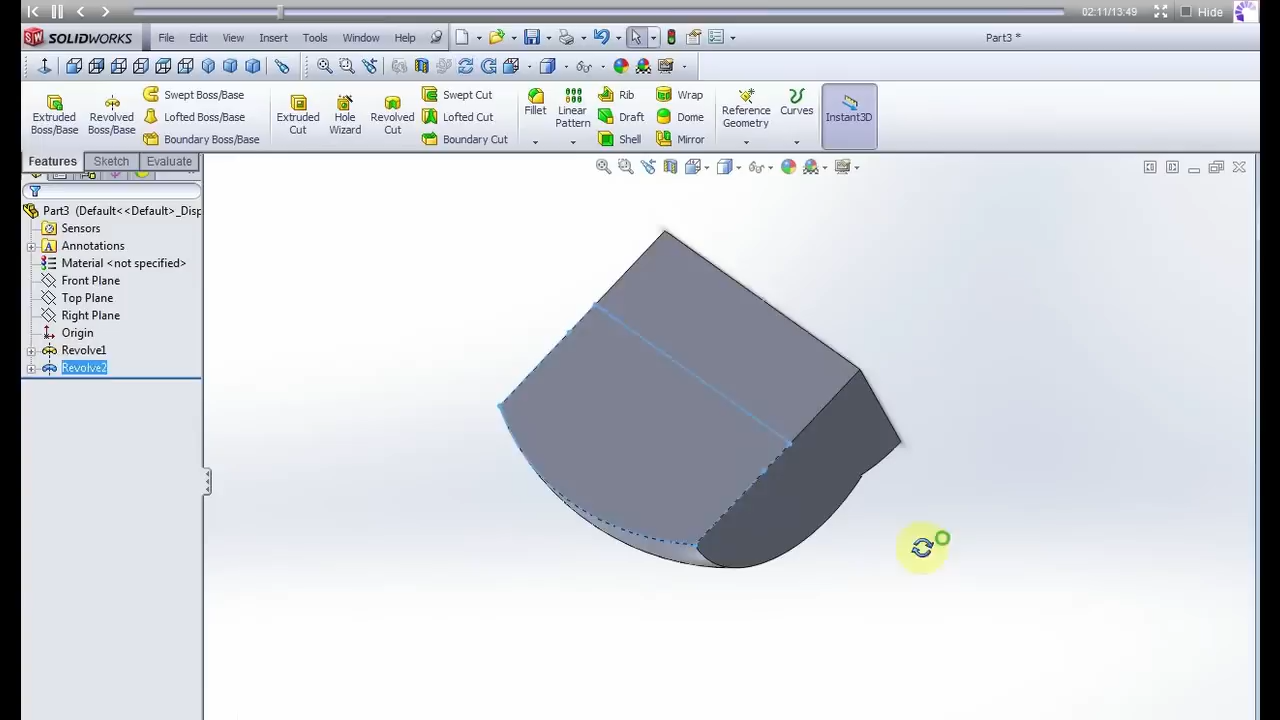 02:11/13:49 Hide
SOLIDWORKS File Edit View Insert Tools Window Help Part3 *
Extruded Boss/Base
Revolved Boss/Base
Swept Boss/Base
Lofted Boss/Base
Boundary Boss/Base
Extruded Cut
Hole Wizard
Revolved Cut
Swept Cut
Lofted Cut
Boundary Cut
Fillet
Linear Pattern
Rib
Draft
Shell
Wrap
Dome
Mirror
Reference Geometry
Curves
Instant3D
Features Sketch Evaluate
Part3 (Default<<Default>_Disp
Sensors
Annotations
Material <not specified>
Front Plane
Top Plane
Right Plane
Origin
Revolve1
Revolve2